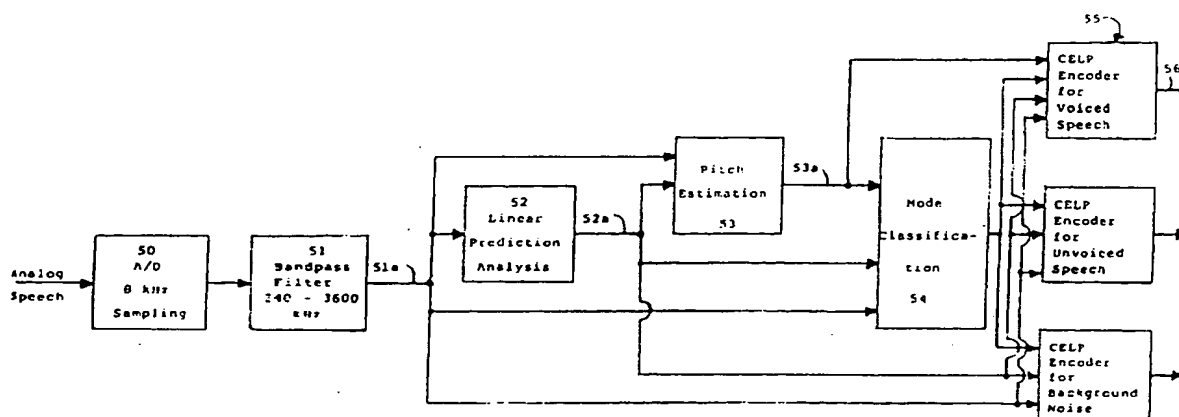 Analog
Speech
50
A/D
8 kHz
Sampling
51
Bandpass
Filter
240 - 3600
kHz
51a
52
Linear
Prediction
Analysis
52a
Pitch
Estimation
53
53a
Mode
Classifica-
tion
54
55
CELP
Encoder
for
Voiced
Speech
56
CELP
Encoder
for
Unvoiced
Speech
CELP
Encoder
for
Background
Noise